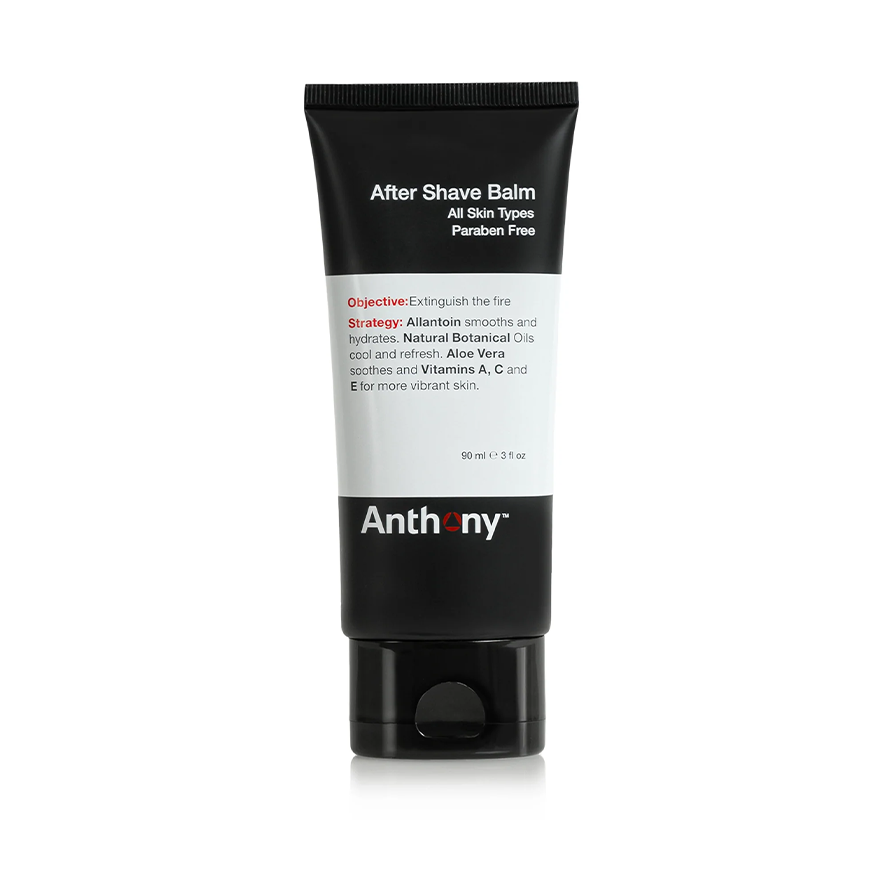 After Shave Balm
All Skin Types
Paraben Free
Objective:Extinguish the fire
Strategy: Allantoin smooths and
hydrates. Natural Botanical Oils
cool and refresh. Aloe Vera
soothes and Vitamins A, C and
E for more vibrant skin.
90 ml ℮ 3 fl oz
Anthony™